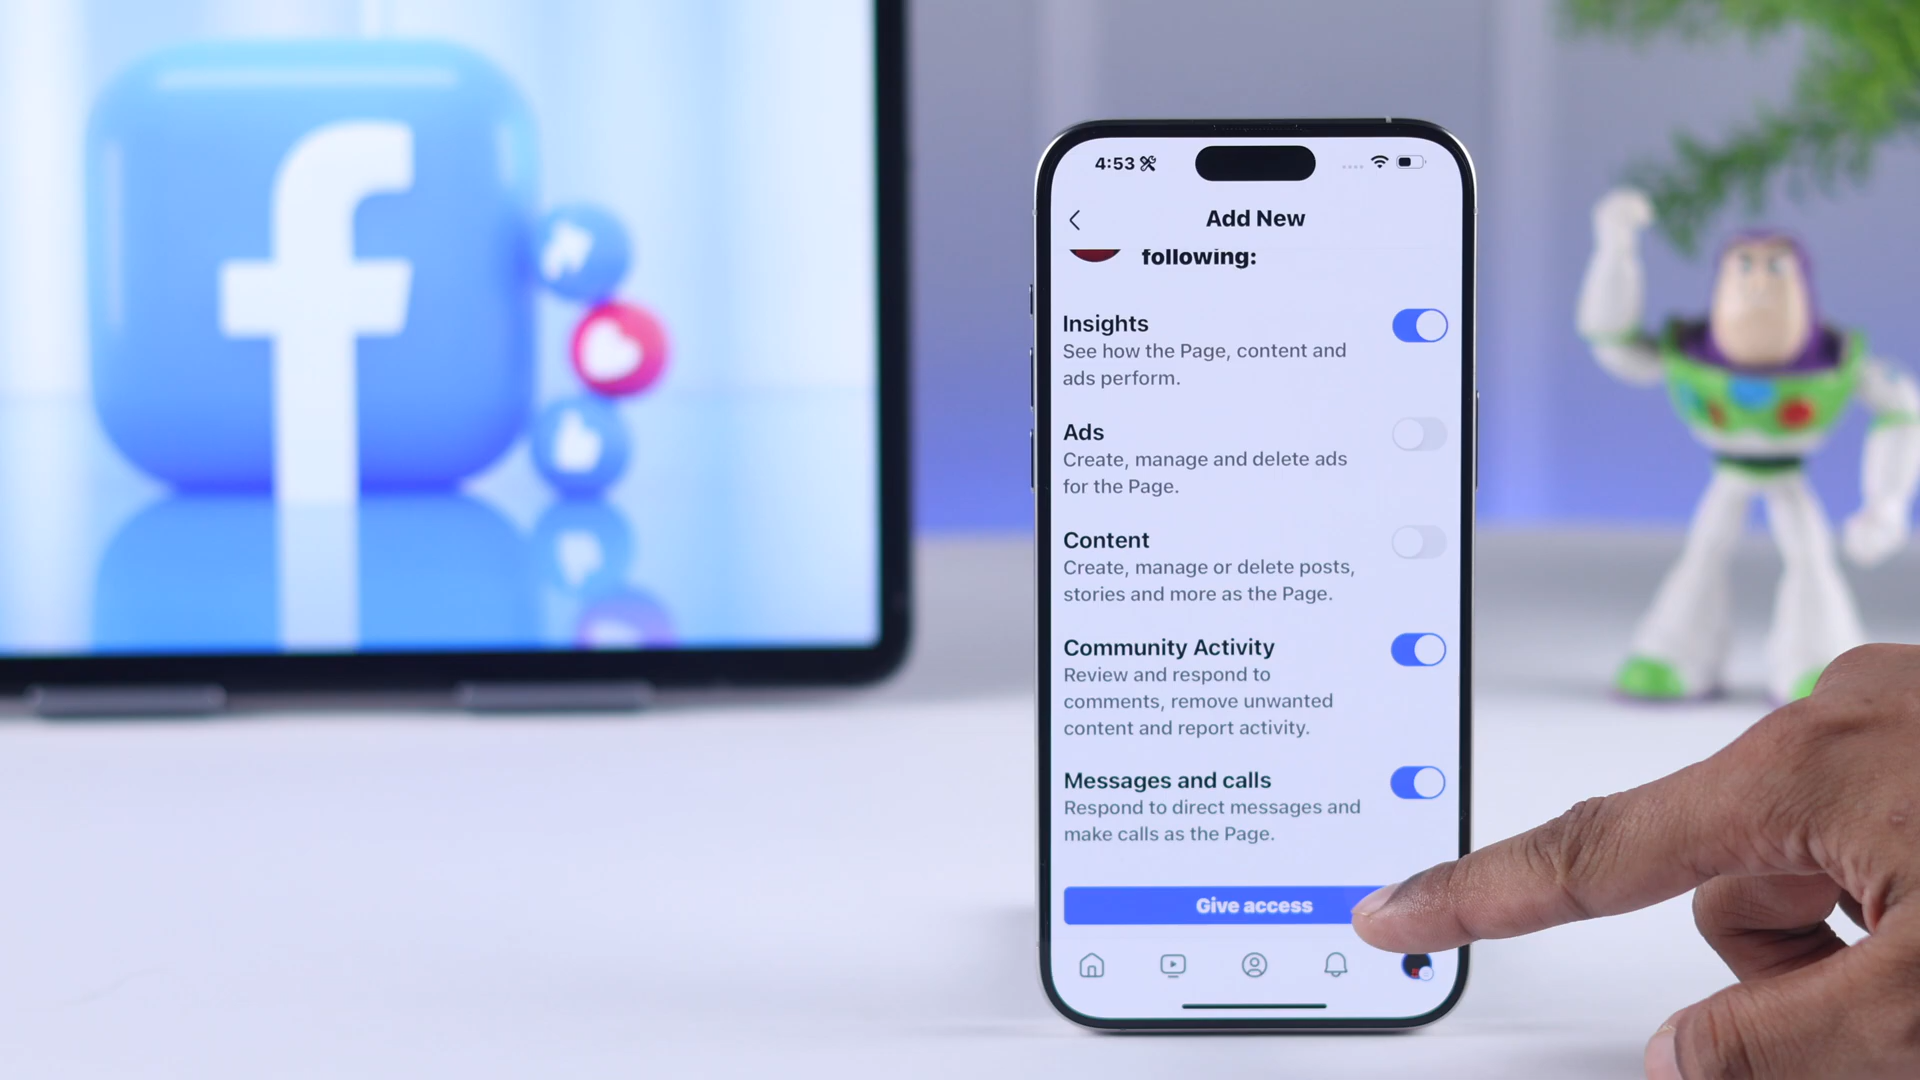 f
4:53
Add New
following:
Insights
See how the Page, content and
ads perform.
Ads
Create, manage and delete ads
for the Page.
Content
Create, manage or delete posts,
stories and more as the Page.
Community Activity
Review and respond to
comments, remove unwanted
content and report activity.
Messages and calls
Respond to direct messages and
make calls as the Page.
Give access